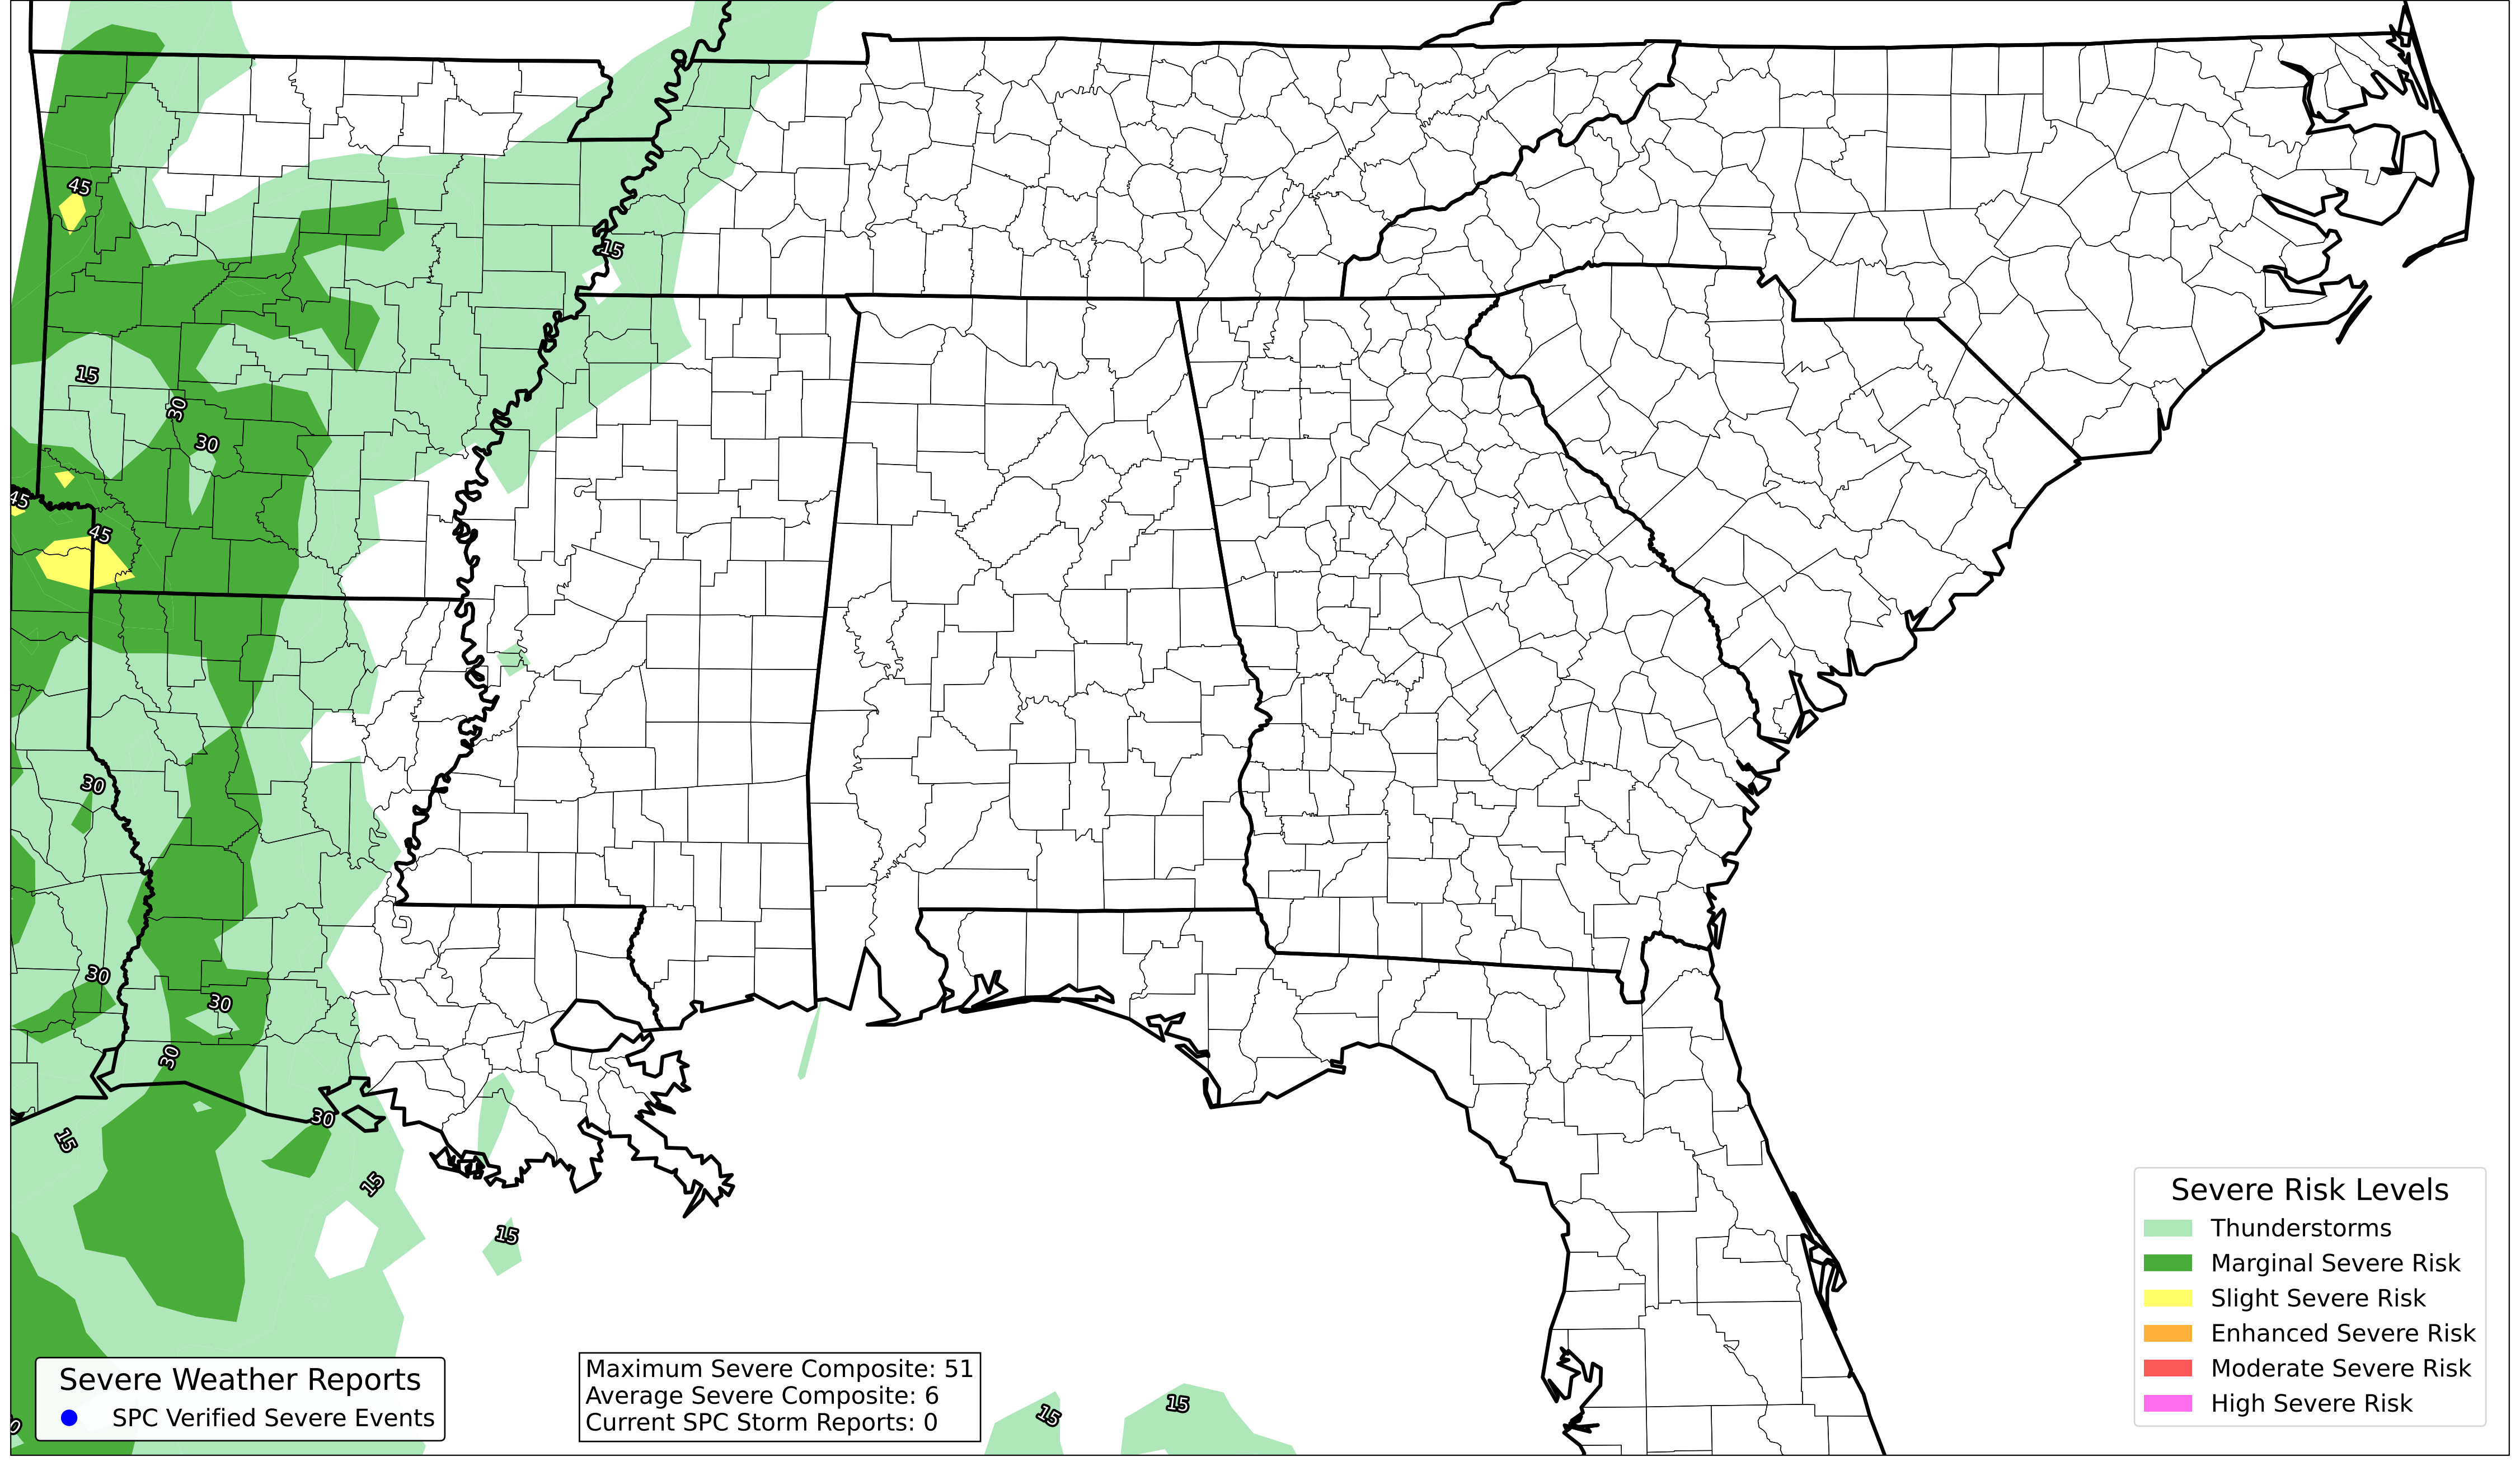 45
15
15
30
30
45
45
30
30
30
30
30
15
15
15
15
15
Severe Risk Levels
Thunderstorms
Marginal Severe Risk
Slight Severe Risk
Enhanced Severe Risk
Moderate Severe Risk
High Severe Risk
Severe Weather Reports
SPC Verified Severe Events
Maximum Severe Composite: 51
Average Severe Composite: 6
Current SPC Storm Reports: 0